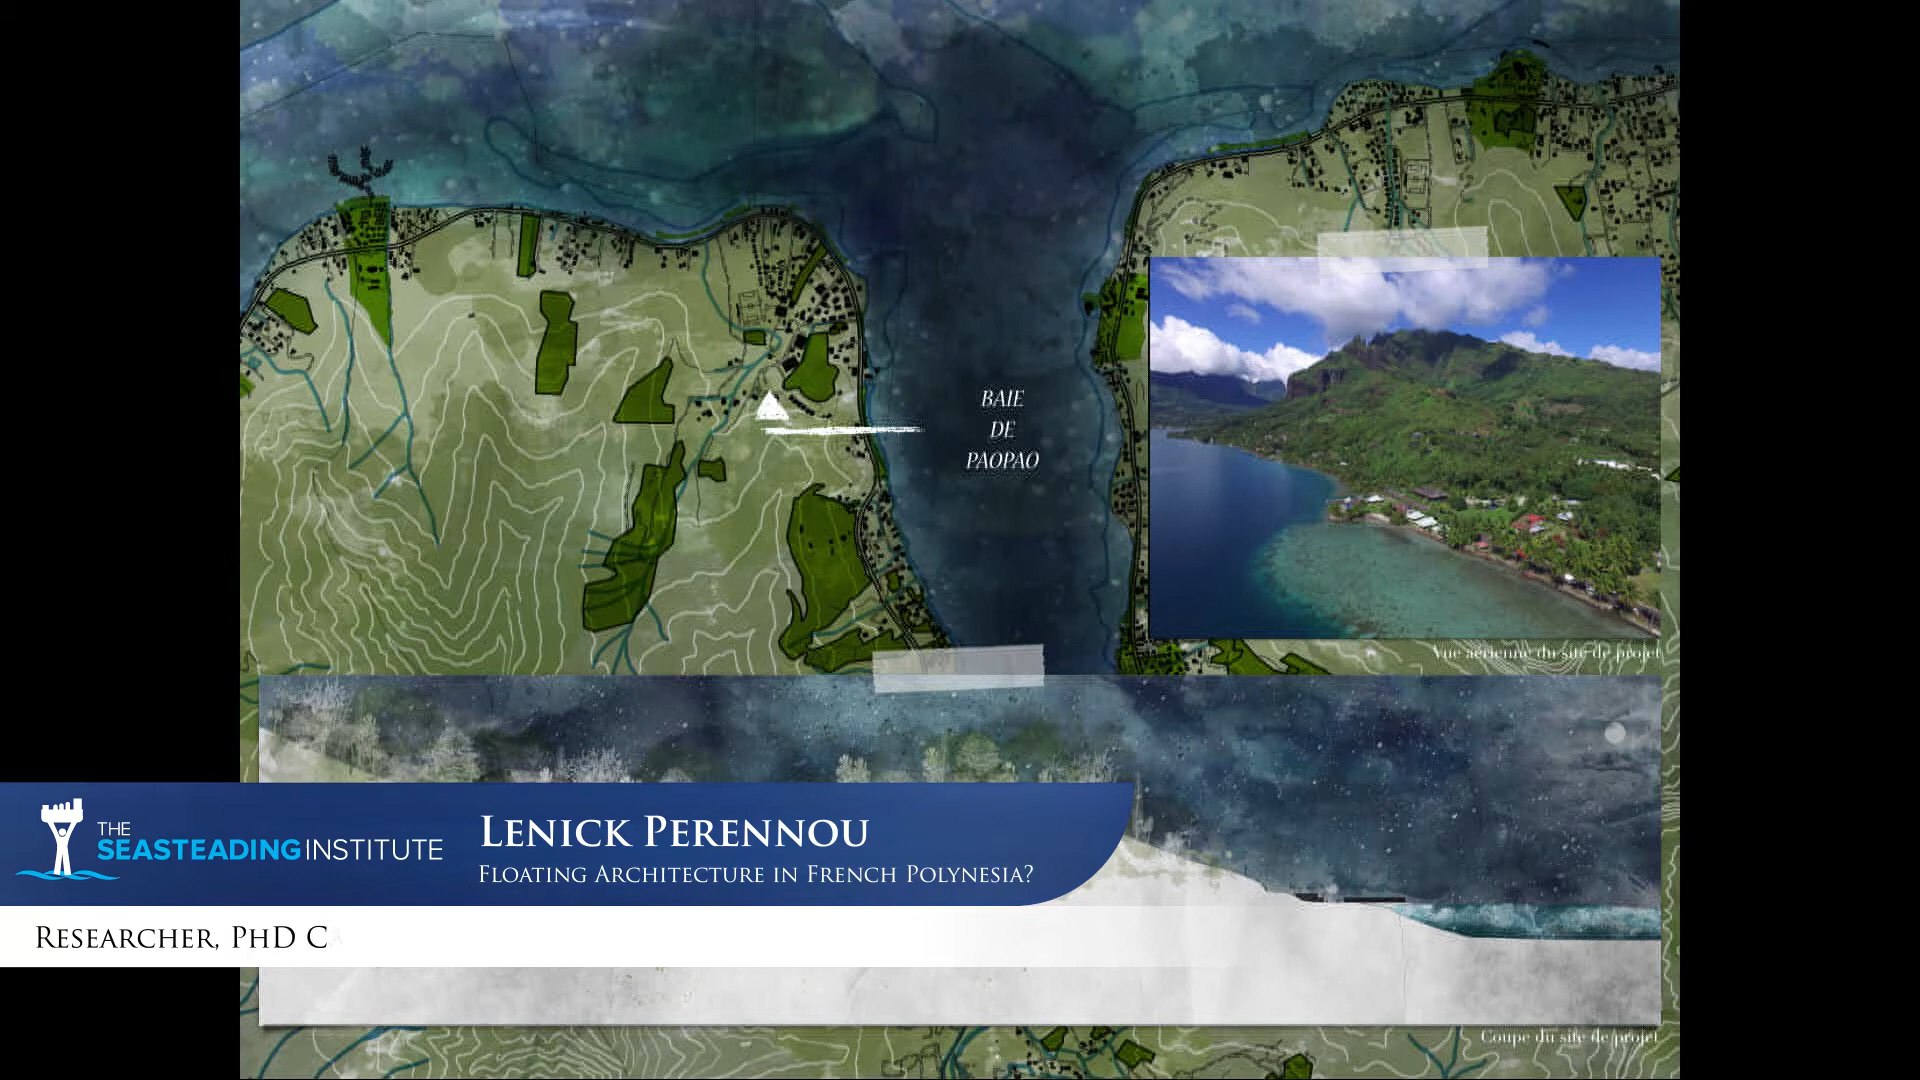 BAIE
DE
PAOPAO
Vue aérienne du site de projet
THE
SEASTEADING INSTITUTE
LENICK PERENNOU
FLOATING ARCHITECTURE IN FRENCH POLYNESIA?
RESEARCHER, PHD CA
Coupe du site de projet